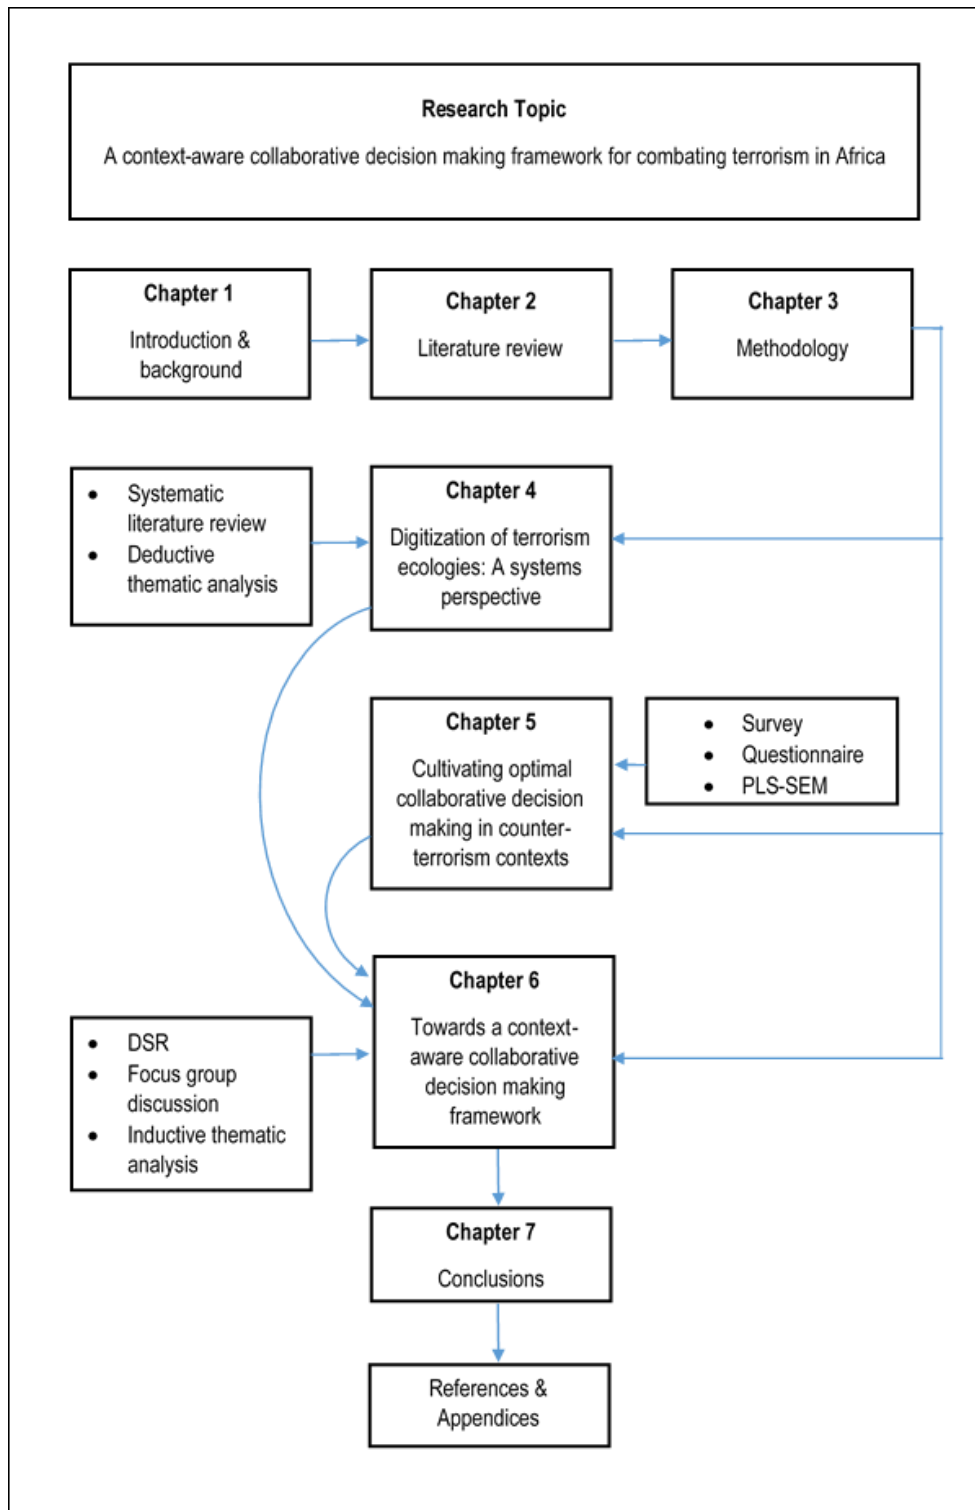 Research Topic
A context-aware collaborative decision making framework for combating terrorism in Africa
Chapter 1
Introduction &
background
Chapter 2
Literature review
Chapter 3
Methodology
• Systematic
literature review
• Deductive
thematic analysis
Chapter 4
Digitization of terrorism
ecologies: A systems
perspective
Chapter 5
Cultivating optimal
collaborative decision
making in counter-
terrorism contexts
• Survey
• Questionnaire
• PLS-SEM
• DSR
• Focus group
discussion
• Inductive thematic
analysis
Chapter 6
Towards a context-
aware collaborative
decision making
framework
Chapter 7
Conclusions
References &
Appendices